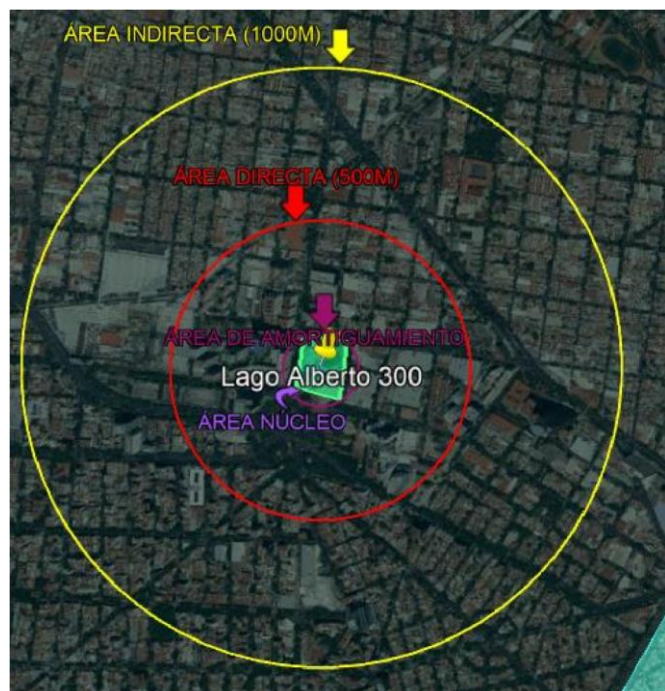 ÁREA INDIRECTA (1000M)
ÁREA DIRECTA (500M)
ÁREA DE AMORTIGUAMIENTO
Lago Alberto 300
ÁREA NÚCLEO